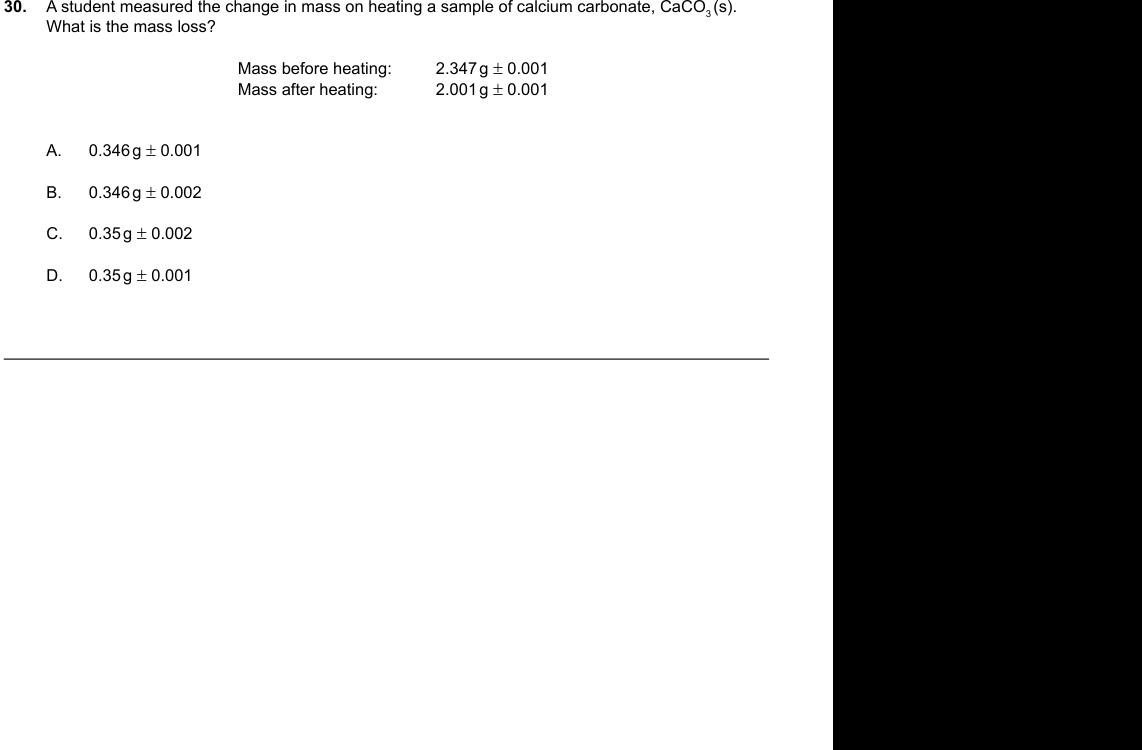 30. A student measured the change in mass on heating a sample of calcium carbonate, CaCO₃(s).
What is the mass loss?
Mass before heating: 2.347 g ± 0.001
Mass after heating: 2.001 g ± 0.001
A. 0.346 g ± 0.001
B. 0.346 g ± 0.002
C. 0.35 g ± 0.002
D. 0.35 g ± 0.001